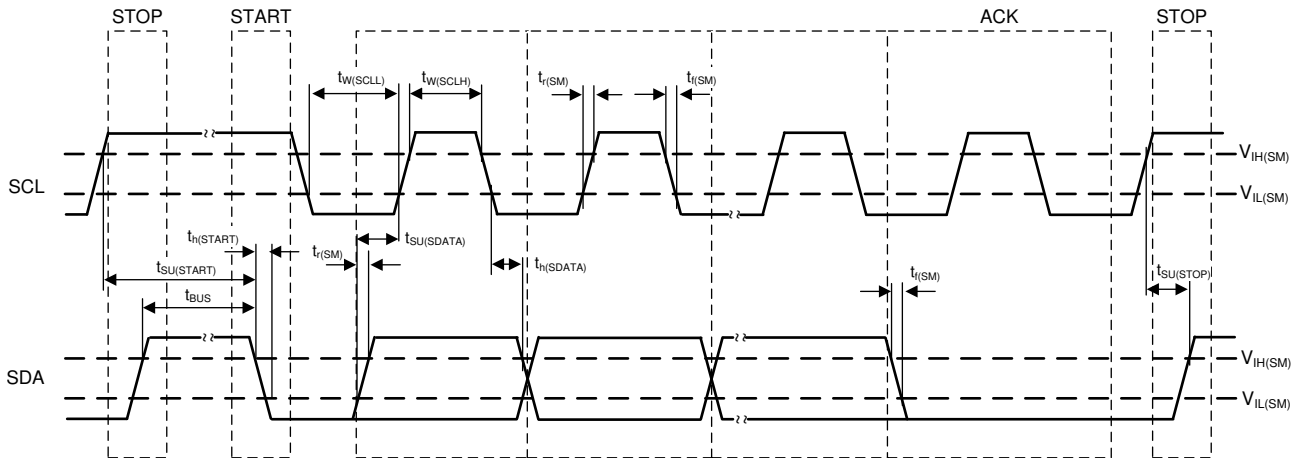 STOP START ACK STOP
tW(SCLL) tW(SCLH) tr(SM) tf(SM)
VIH(SM)
SCL
VIL(SM)
th(START) tr(SM) tSU(SDATA)
th(SDATA)
tSU(START) tf(SM) tSU(STOP)
tBUS
VIH(SM)
SDA
VIL(SM)